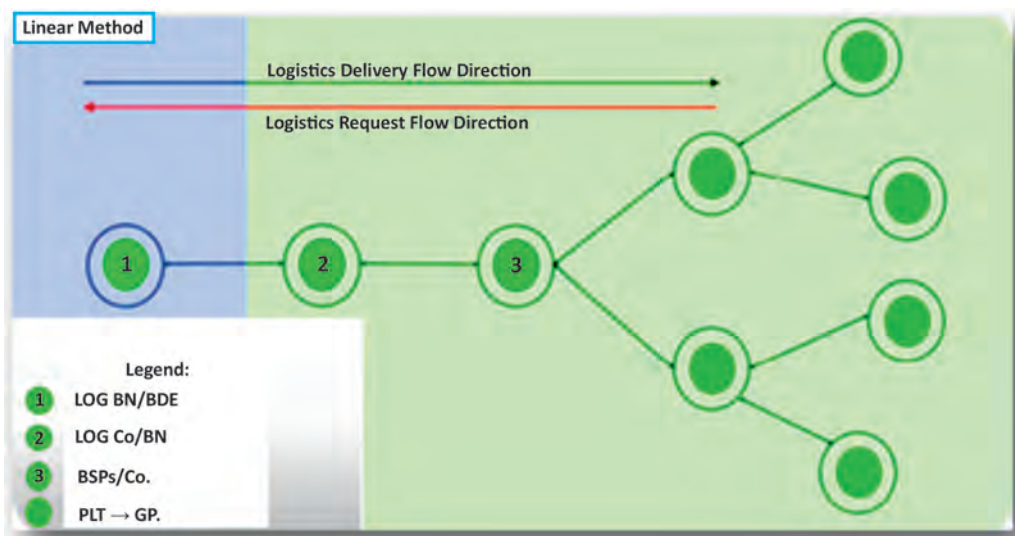 Linear Method
Logistics Delivery Flow Direction
Logistics Request Flow Direction
1
2
3
Legend:
1 LOG BN/BDE
2 LOG Co/BN
3 BSPs/Co.
PLT → GP.